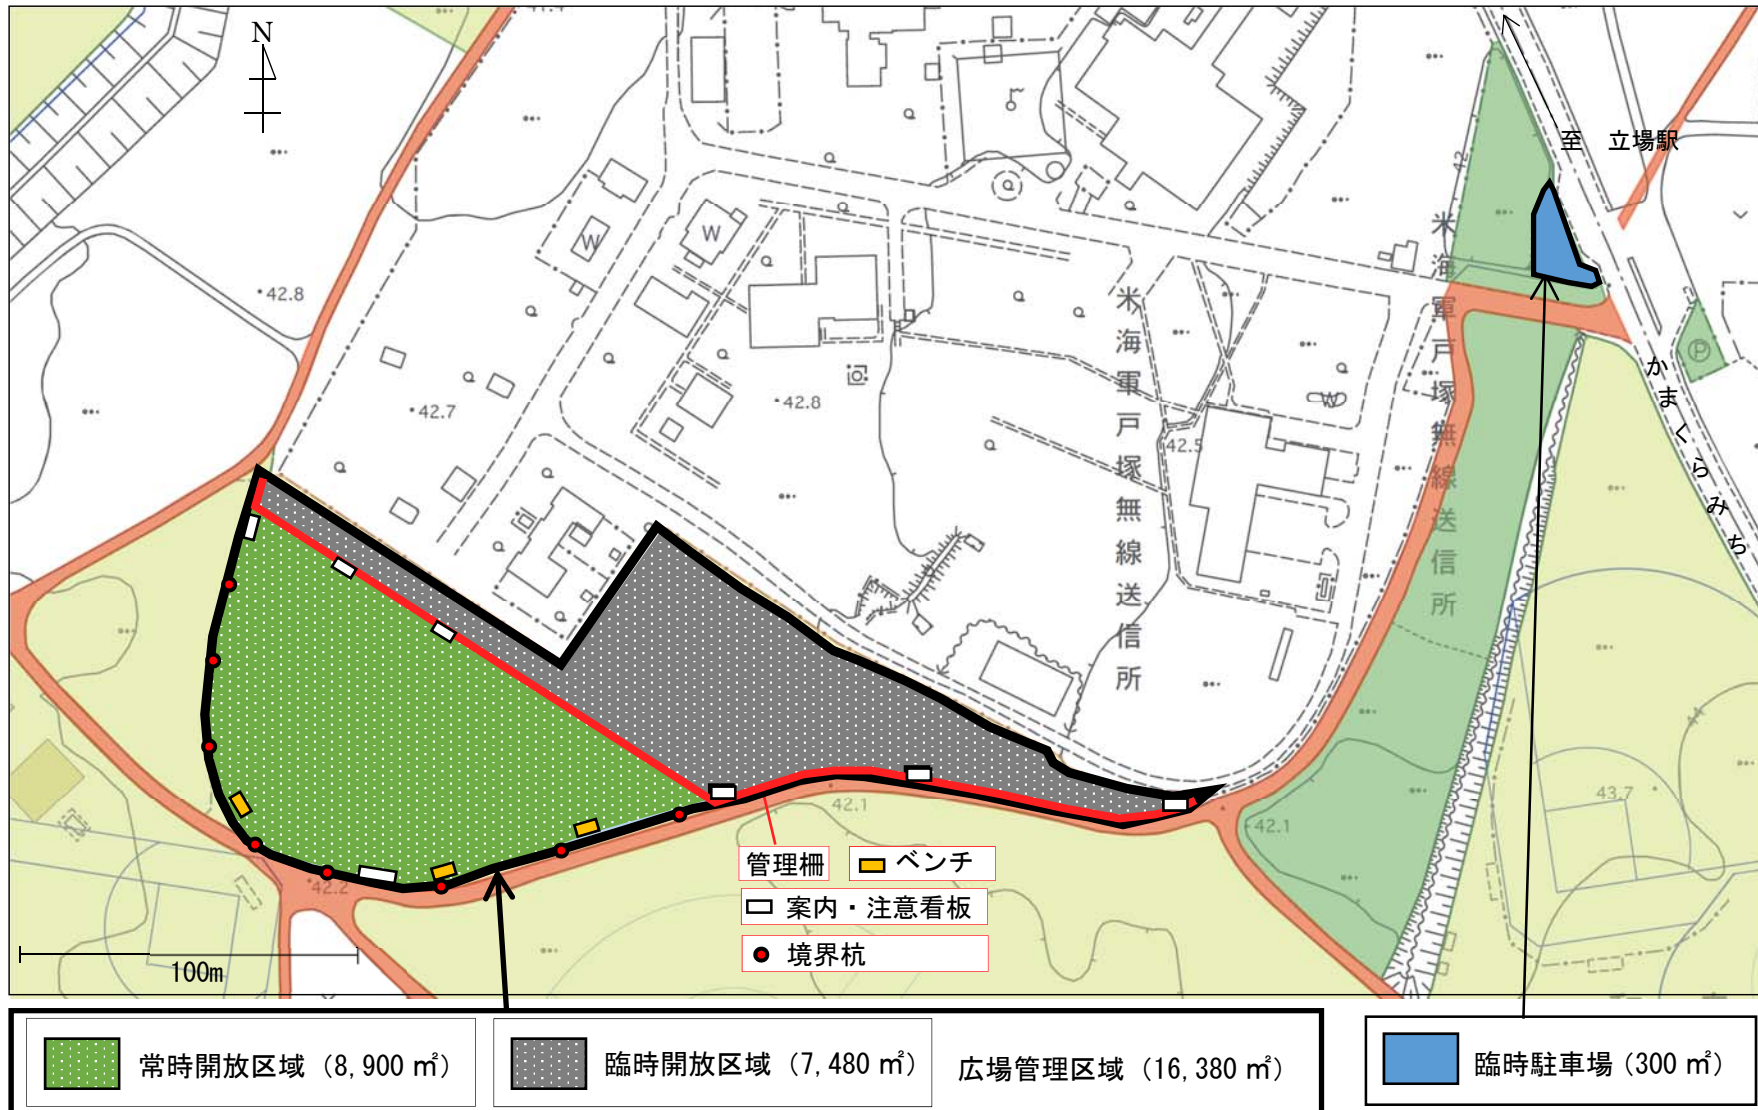 N
41.4
至 立場駅
42
W
W
米海軍戸塚無線送信所
米海軍戸塚無線送信所
42.8
42.7
42.8
42.5
W
P
かまくらみち
42.1
42.1
42.2
43.7
管理柵
ベンチ
案内・注意看板
境界杭
100m
常時開放区域（8,900 ㎡）
臨時開放区域（7,480 ㎡）
広場管理区域（16,380 ㎡）
臨時駐車場（300 ㎡）